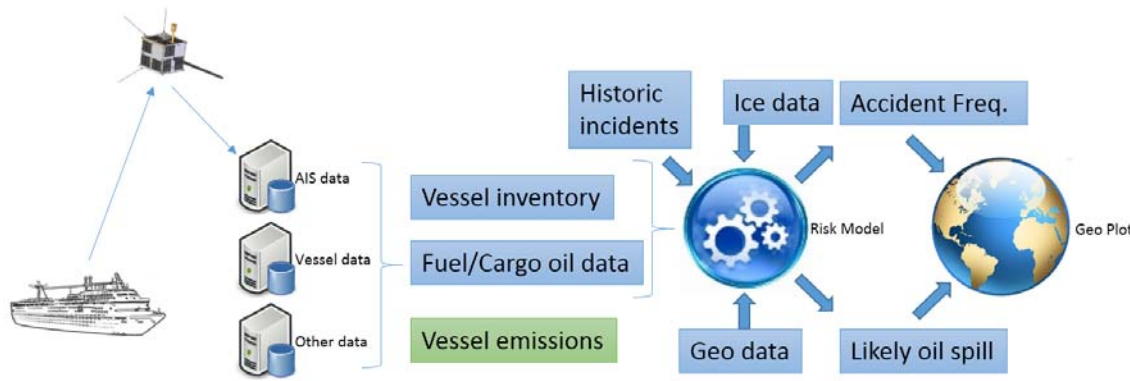 AIS data
Vessel data
Other data
Vessel inventory
Fuel/Cargo oil data
Vessel emissions
Historic
incidents
Ice data
Accident Freq.
Risk Model
Geo Plot
Geo data
Likely oil spill